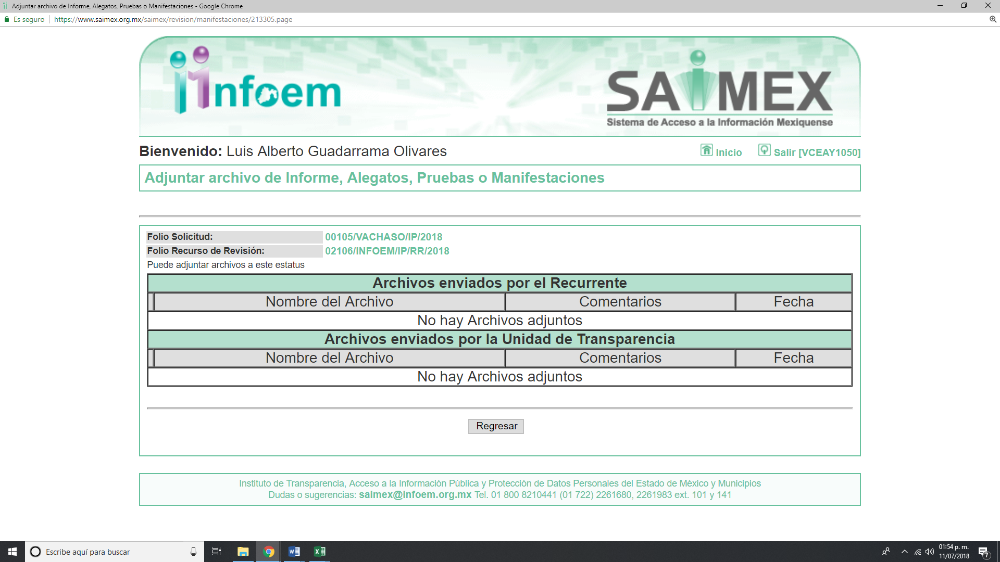 Adjuntar archivo de Informe, Alegatos, Pruebas o Manifestaciones - Google Chrome
Es seguro | https://www.saimex.org.mx/saimex/revision/manifestaciones/213305.page
infoem
SAIMEX
Sistema de Acceso a la Información Mexiquense
Bienvenido: Luis Alberto Guadarrama Olivares
Inicio Salir [VCEAY1050]
Adjuntar archivo de Informe, Alegatos, Pruebas o Manifestaciones
Folio Solicitud: 00105/VACHASO/IP/2018
Folio Recurso de Revisión: 02106/INFOEM/IP/RR/2018
Puede adjuntar archivos a este estatus
Archivos enviados por el Recurrente
Nombre del Archivo Comentarios Fecha
No hay Archivos adjuntos
Archivos enviados por la Unidad de Transparencia
Nombre del Archivo Comentarios Fecha
No hay Archivos adjuntos
Regresar
Instituto de Transparencia, Acceso a la Información Pública y Protección de Datos Personales del Estado de México y Municipios
Dudas o sugerencias: saimex@infoem.org.mx Tel. 01 800 8210441 (01 722) 2261680, 2261983 ext. 101 y 141
Escribe aquí para buscar
01:54 p. m.
11/07/2018
7